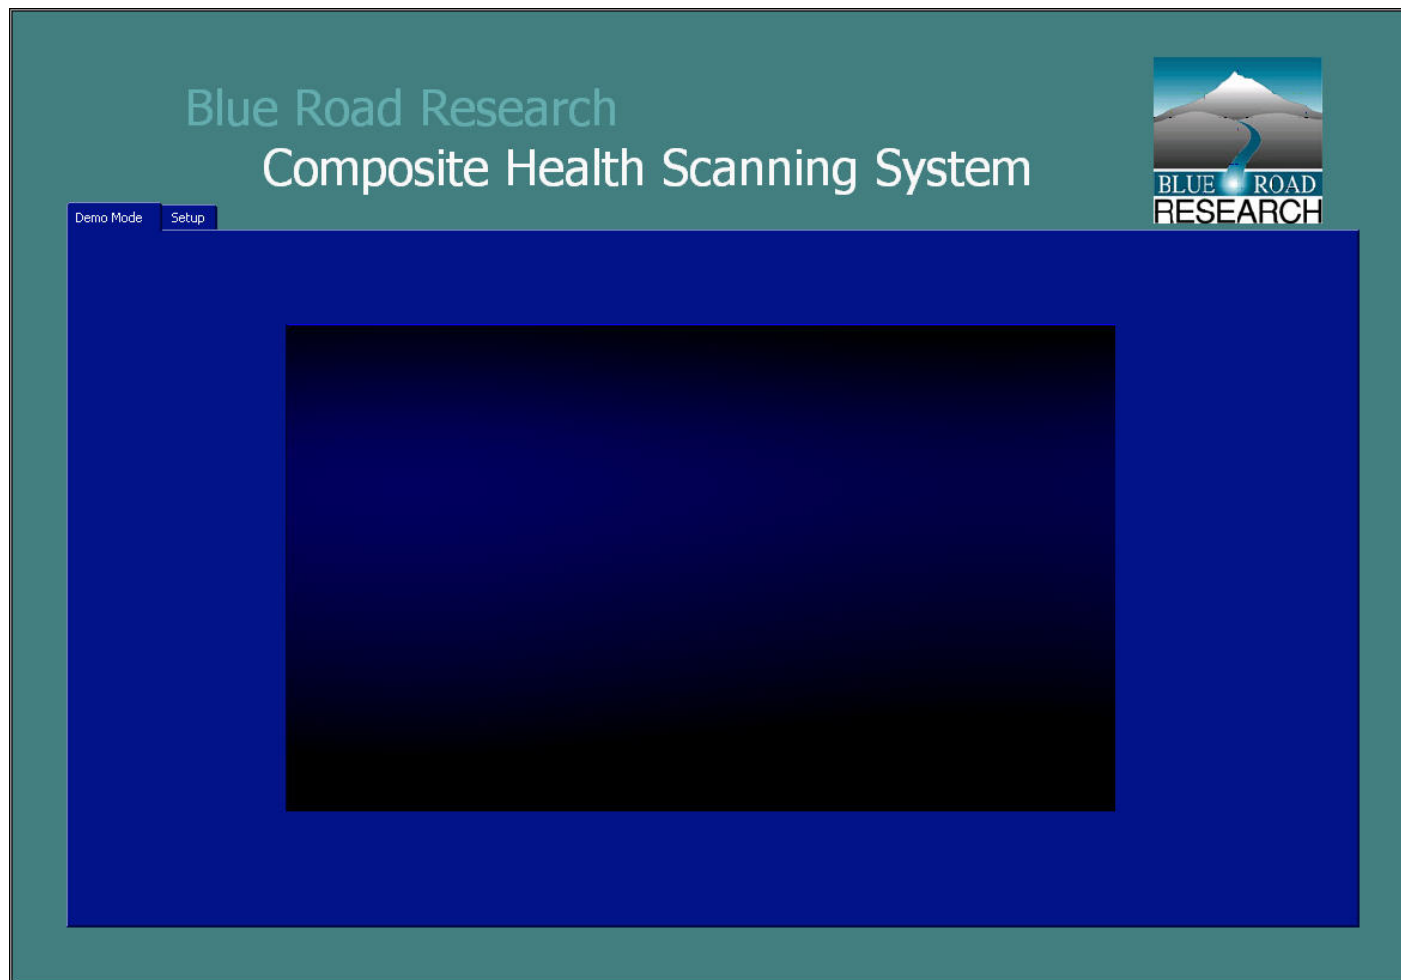 Blue Road Research
Composite Health Scanning System
BLUE ROAD
RESEARCH
Demo Mode
Setup